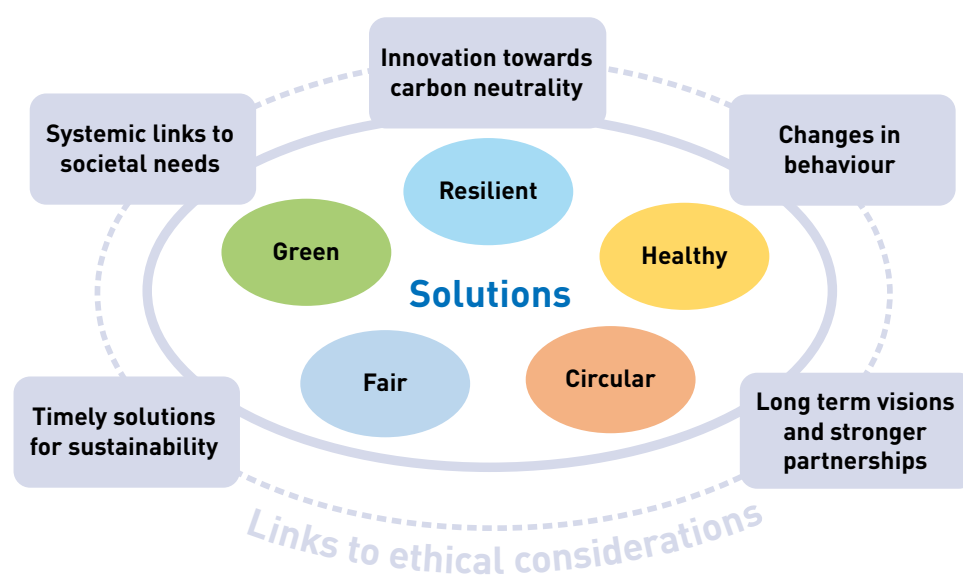 Innovation towards
carbon neutrality
Systemic links to
societal needs
Changes in
behaviour
Resilient
Green
Healthy
Solutions
Fair
Circular
Timely solutions
for sustainability
Long term visions
and stronger
partnerships
Links to ethical considerations